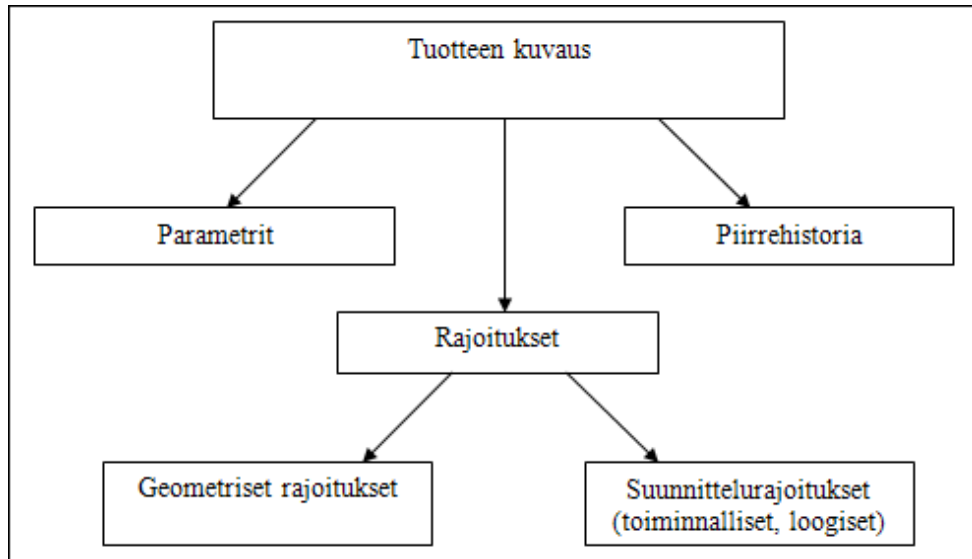 Tuotteen kuvaus
Parametrit
Piirrehistoria
Rajoitukset
Geometriset rajoitukset
Suunnittelurajoitukset
(toiminnalliset, loogiset)